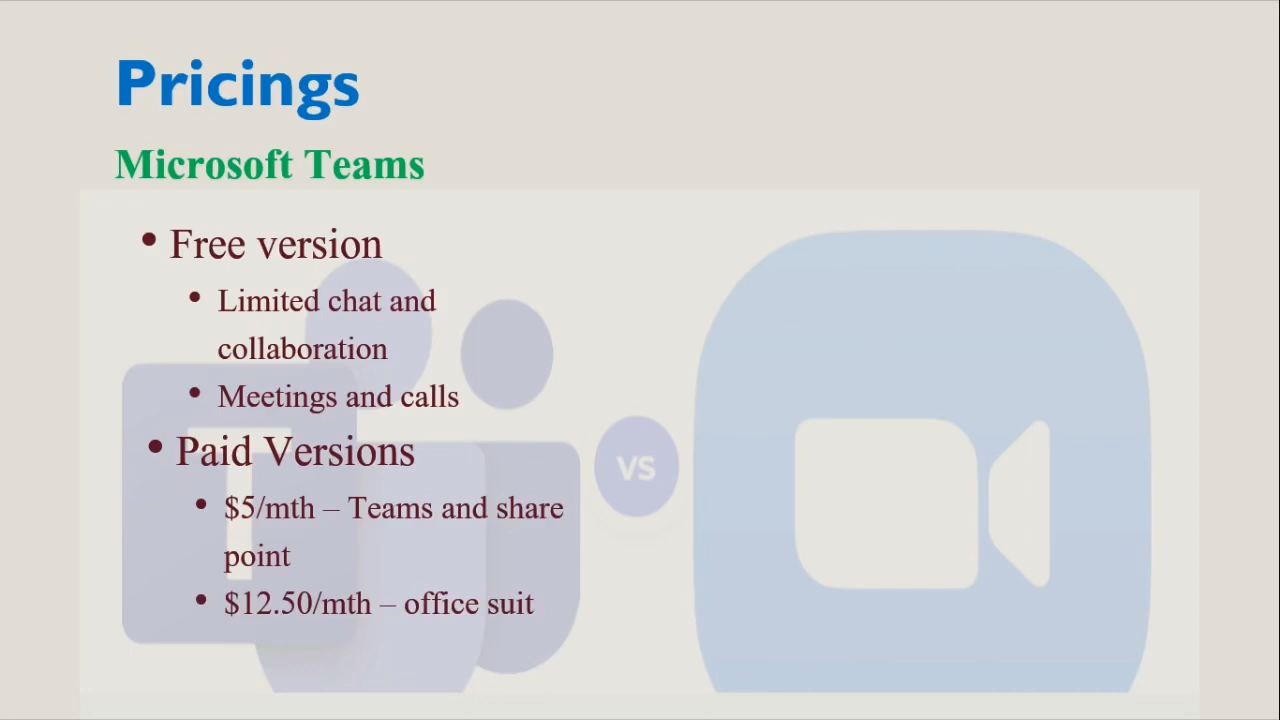 Pricings
Microsoft Teams
• Free version
• Limited chat and
collaboration
• Meetings and calls
VS
• Paid Versions
• $5/mth – Teams and share
point
• $12.50/mth – office suit